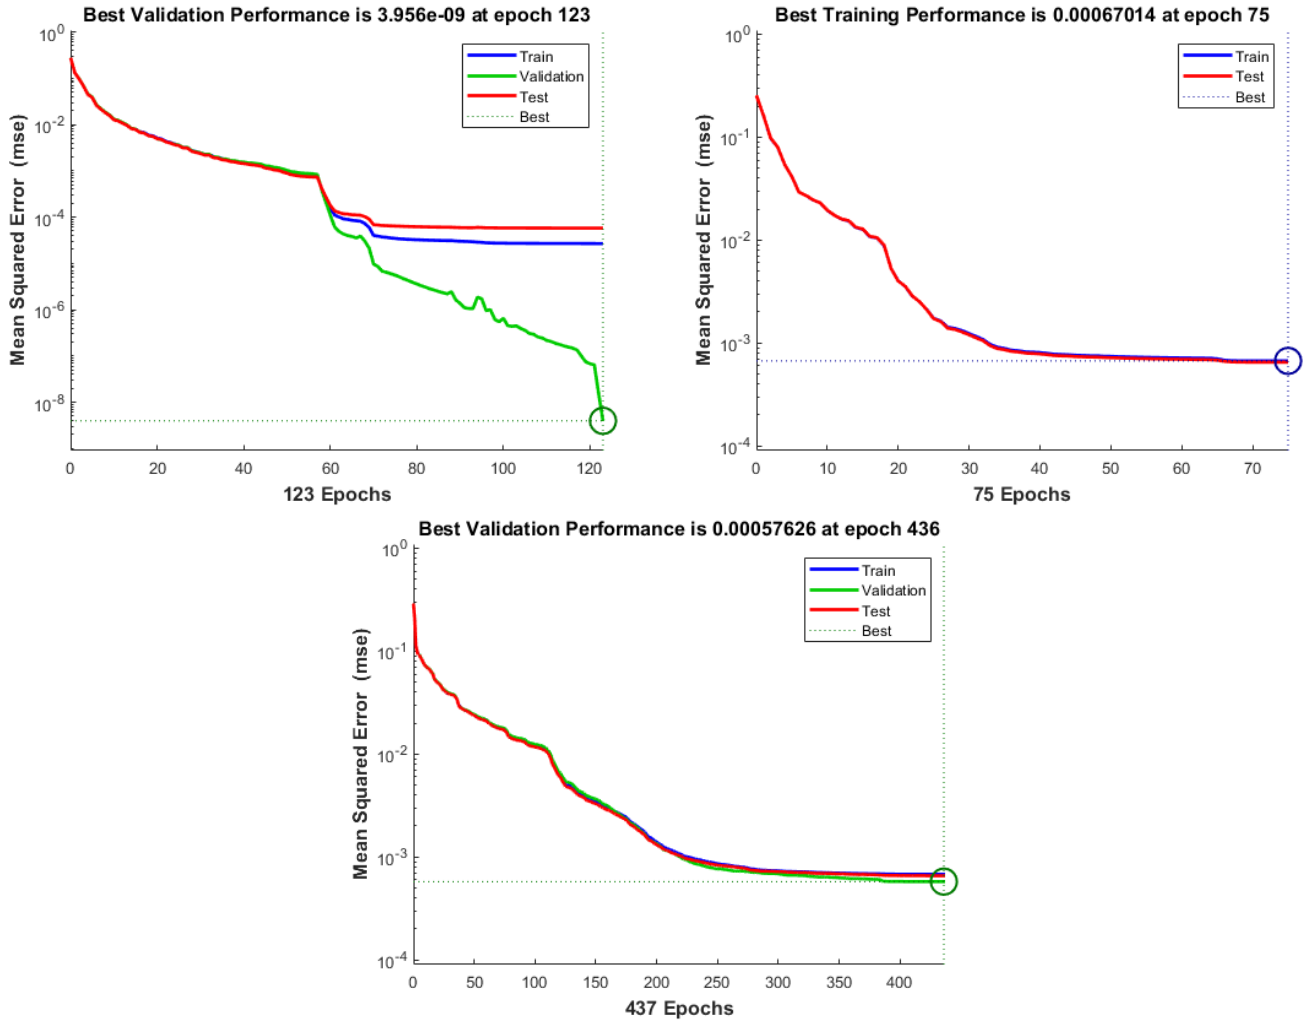 Best Validation Performance is 3.956e-09 at epoch 123
Mean Squared Error (mse)
10^0
10^-2
10^-4
10^-6
10^-8
Train
Validation
Test
Best
0 20 40 60 80 100 120
123 Epochs
Best Training Performance is 0.00067014 at epoch 75
Mean Squared Error (mse)
10^0
10^-1
10^-2
10^-3
10^-4
Train
Test
Best
0 10 20 30 40 50 60 70
75 Epochs
Best Validation Performance is 0.00057626 at epoch 436
Mean Squared Error (mse)
10^0
10^-1
10^-2
10^-3
10^-4
Train
Validation
Test
Best
0 50 100 150 200 250 300 350 400
437 Epochs